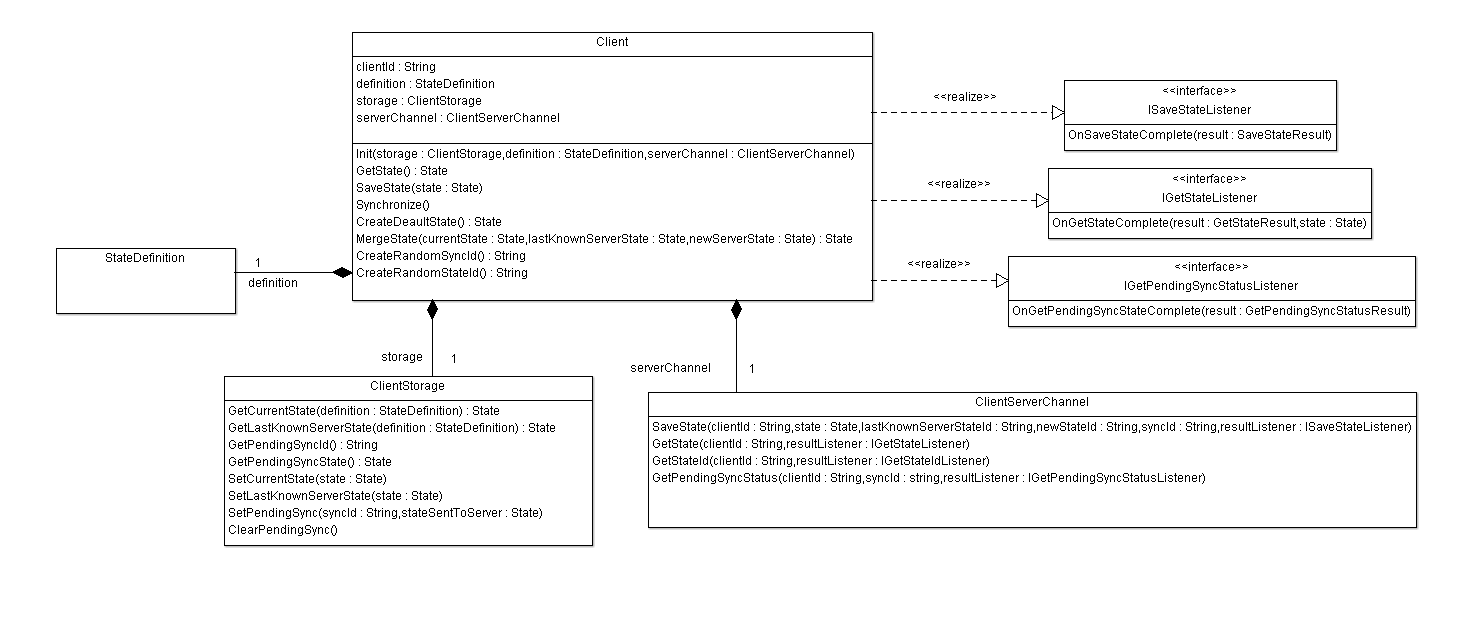 Client
clientId : String
definition : StateDefinition
storage : ClientStorage
serverChannel : ClientServerChannel
Init(storage : ClientStorage,definition : StateDefinition,serverChannel : ClientServerChannel)
GetState() : State
SaveState(state : State)
Synchronize()
CreateDeaultState() : State
MergeState(currentState : State,lastKnownServerState : State,newServerState : State) : State
CreateRandomSyncId() : String
CreateRandomStateId() : String
<<realize>>
<<interface>>
ISaveStateListener
OnSaveStateComplete(result : SaveStateResult)
<<realize>>
<<interface>>
IGetStateListener
OnGetStateComplete(result : GetStateResult,state : State)
<<realize>>
<<interface>>
IGetPendingSyncStatusListener
OnGetPendingSyncStateComplete(result : GetPendingSyncStatusResult)
StateDefinition
1
definition
storage
1
serverChannel
1
ClientStorage
GetCurrentState(definition : StateDefinition) : State
GetLastKnownServerState(definition : StateDefinition) : State
GetPendingSyncId() : String
GetPendingSyncState() : State
SetCurrentState(state : State)
SetLastKnownServerState(state : State)
SetPendingSync(syncId : String,stateSentToServer : State)
ClearPendingSync()
ClientServerChannel
SaveState(clientId : String,state : State,lastKnownServerStateId : String,newStateId : String,syncId : String,resultListener : ISaveStateListener)
GetState(clientId : String,resultListener : IGetStateListener)
GetStateId(clientId : String,resultListener : IGetStateIdListener)
GetPendingSyncStatus(clientId : String,syncId : string,resultListener : IGetPendingSyncStatusListener)